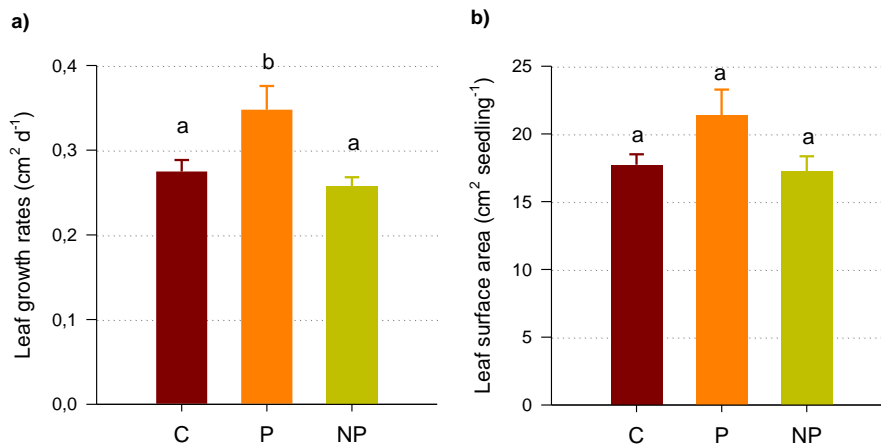 a)
Leaf growth rates (cm² d⁻¹)
0,4
0,3
0,2
0,1
0,0
a
b
a
C
P
NP
b)
Leaf surface area (cm² seedling⁻¹)
25
20
15
10
5
0
a
a
a
C
P
NP